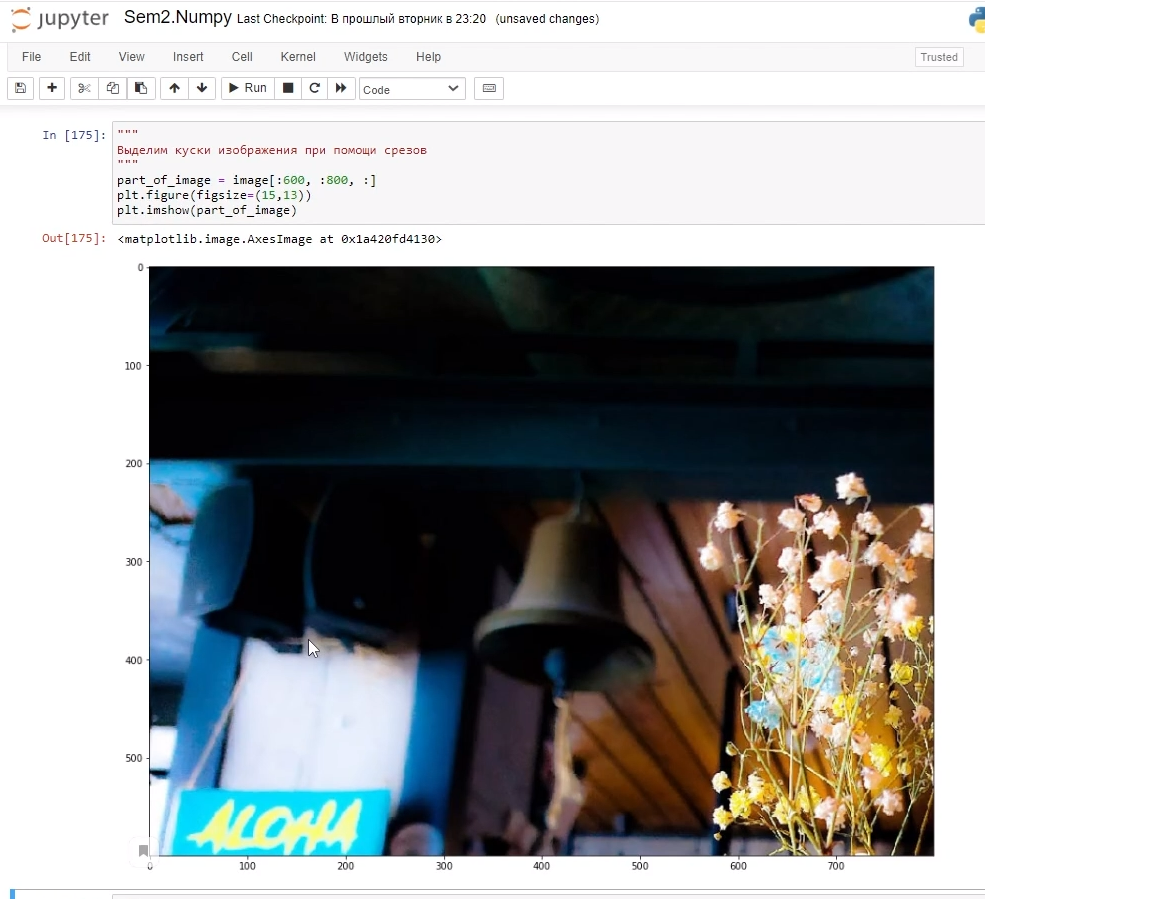 jupyter Sem2.Numpy Last Checkpoint: В прошлый вторник в 23:20 (unsaved changes)
File Edit View Insert Cell Kernel Widgets Help Trusted
Run Code
In [175]: """
Выделим куски изображения при помощи срезов
"""
part_of_image = image[:600, :800, :]
plt.figure(figsize=(15,13))
plt.imshow(part_of_image)
Out[175]: <matplotlib.image.AxesImage at 0x1a420fd4130>
0
100
200
300
400
500
ALOHA
0 100 200 300 400 500 600 700